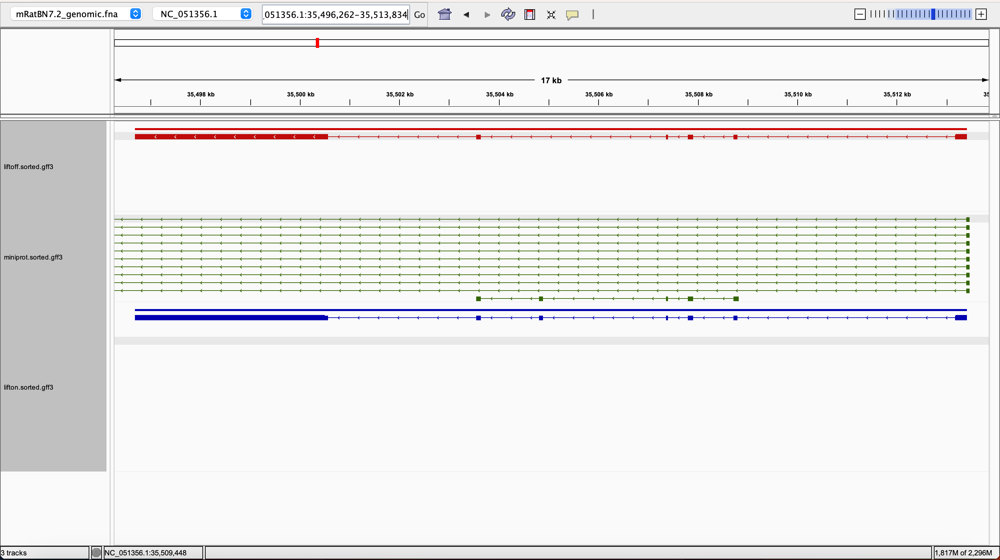 mRatBN7.2_genomic.fna NC_051356.1 .051356.1:35,496,262-35,513,834 Go
17 kb
35,498 kb 35,500 kb 35,502 kb 35,504 kb 35,506 kb 35,508 kb 35,510 kb 35,512 kb 35
liftoff.sorted.gff3
miniprot.sorted.gff3
lifton.sorted.gff3
3 tracks NC_051356.1:35,509,448 1,817M of 2,296M